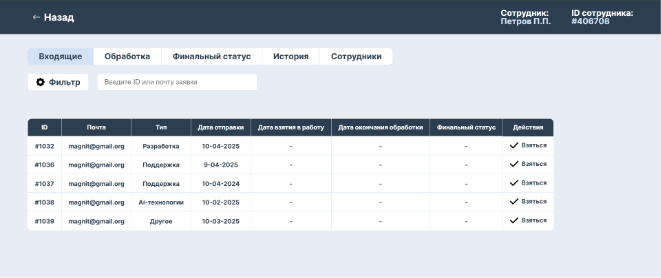 ← Назад
Сотрудник: ID сотрудника:
Петров П.П. #406708
Входящие Обработка Финальный статус История Сотрудники
Фильтр Введите ID или почту заявки
ID Почта Тип Дата отправки Дата взятия в работу Дата окончания обработки Финальный статус Действия
#1032 magnit@gmail.org Разработка 10-04-2025 - - - Взяться
#1036 magnit@gmail.org Поддержка 9-04-2025 - - - Взяться
#1037 magnit@gmail.org Поддержка 10-04-2024 - - - Взяться
#1038 magnit@gmail.org Ai-технологии 10-02-2025 - - - Взяться
#1039 magnit@gmail.org Другое 10-03-2025 - - - Взяться